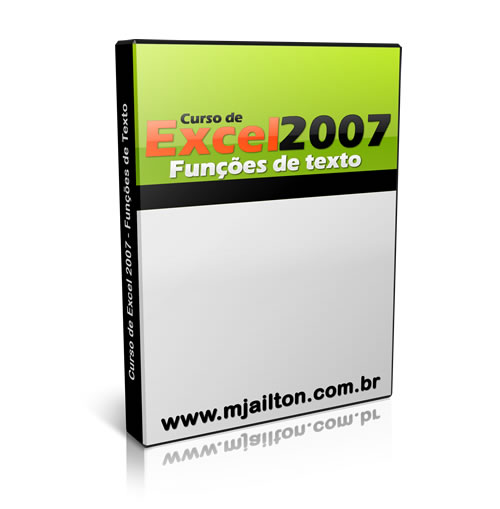 Curso de
Excel2007
Funções de texto
Curso de Excel 2007 - Funções de Texto
www.mjailton.com.br